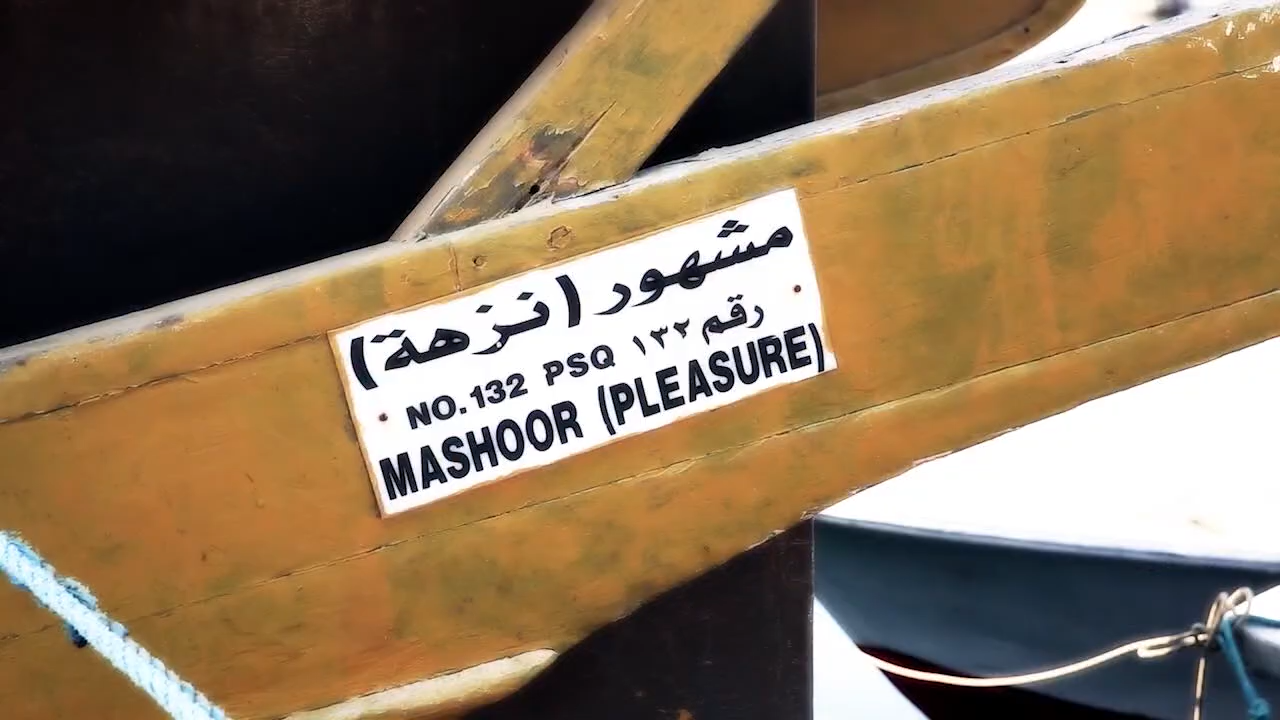 مشهور (نزهة)
رقم ١٣٢
NO.132 PSQ
MASHOOR (PLEASURE)